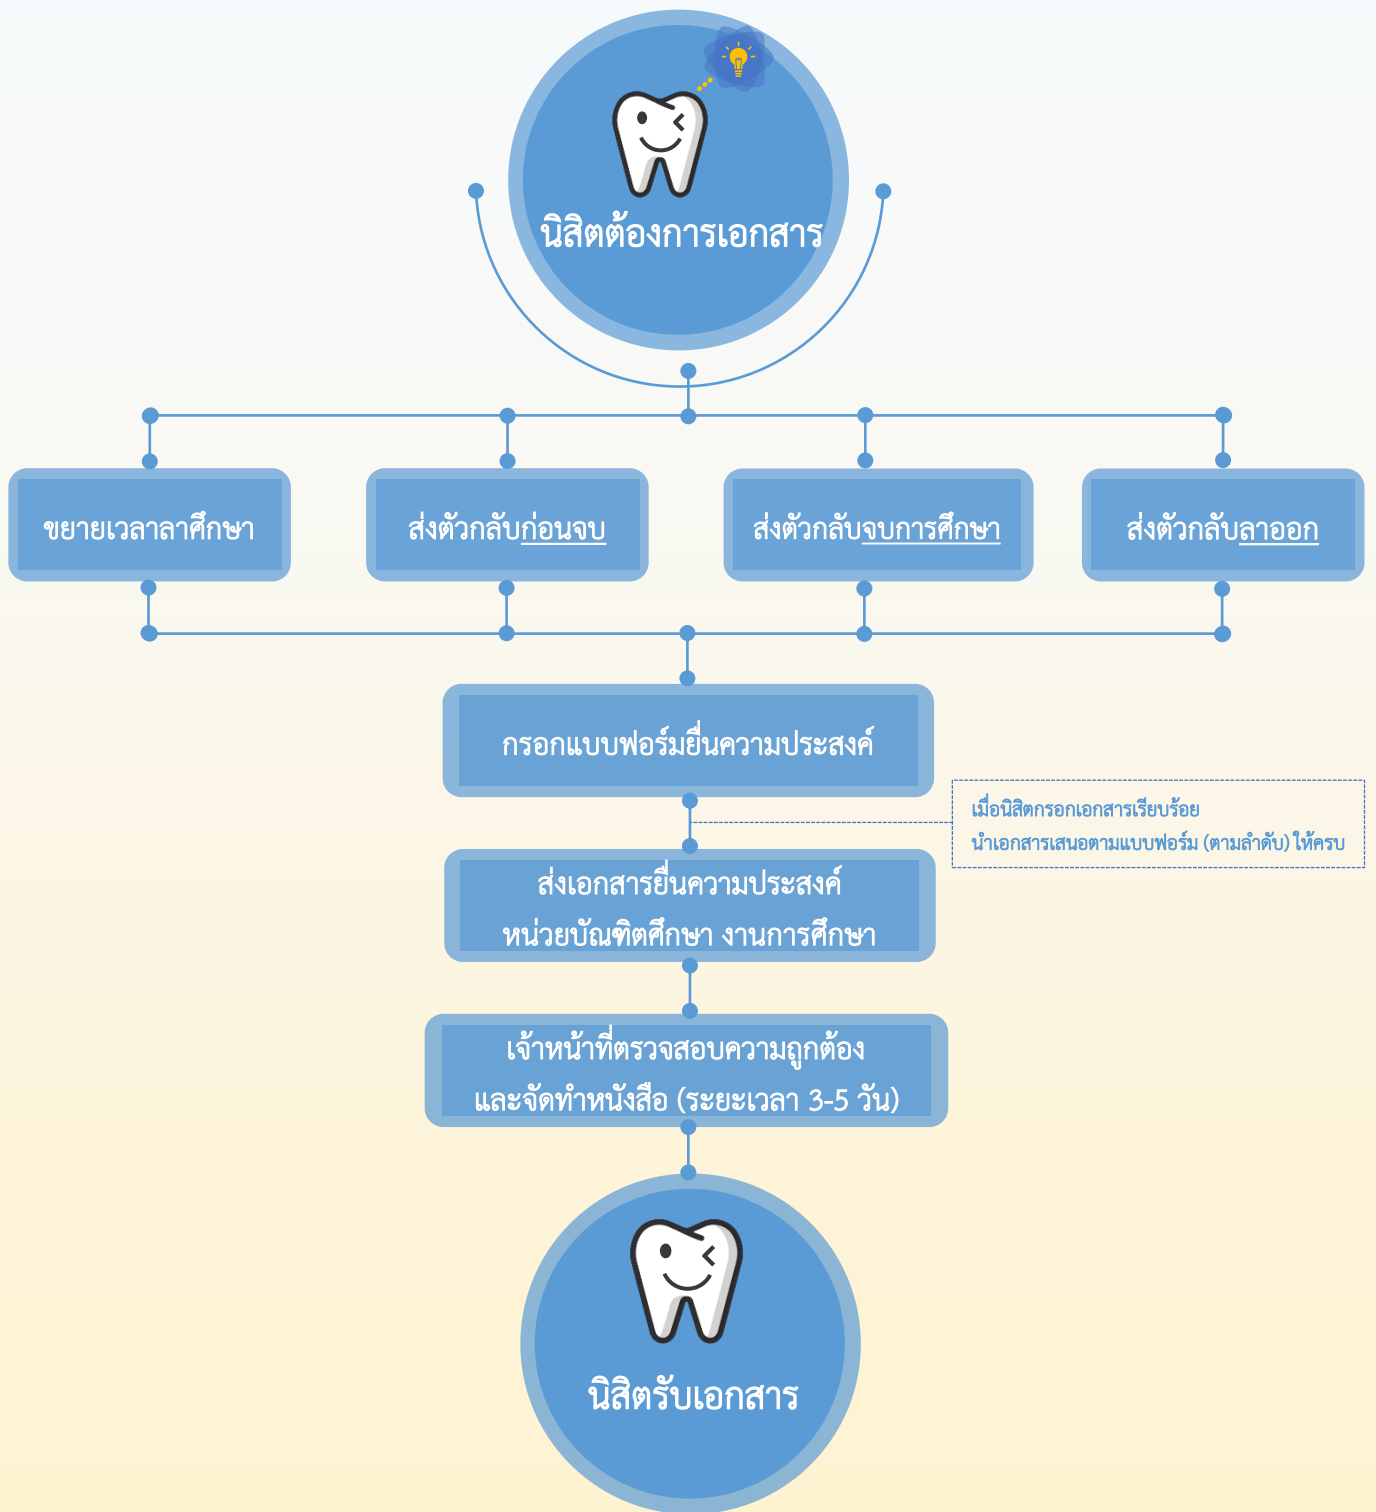 นิสิตต้องการเอกสาร
ขยายเวลาลาศึกษา
ส่งตัวกลับก่อนจบ
ส่งตัวกลับจบการศึกษา
ส่งตัวกลับลาออก
กรอกแบบฟอร์มยื่นความประสงค์
เมื่อนิสิตกรอกเอกสารเรียบร้อย
นำเอกสารเสนอตามแบบฟอร์ม (ตามลำดับ) ให้ครบ
ส่งเอกสารยื่นความประสงค์
หน่วยบัณฑิตศึกษา งานการศึกษา
เจ้าหน้าที่ตรวจสอบความถูกต้อง
และจัดทำหนังสือ (ระยะเวลา 3-5 วัน)
นิสิตรับเอกสาร